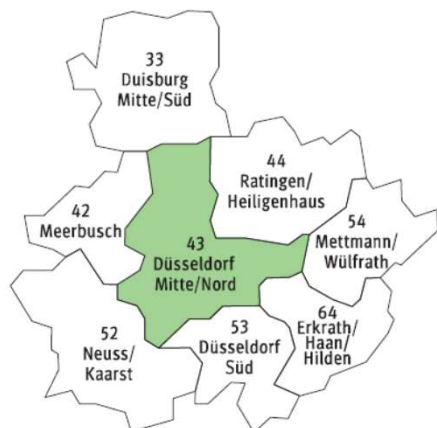 33
Duisburg
Mitte/Süd
44
Ratingen/
Heiligenhaus
42
Meerbusch
54
Mettmann/
Wülfrath
43
Düsseldorf
Mitte/Nord
52
Neuss/
Kaarst
53
Düsseldorf
Süd
64
Erkrath/
Haan/
Hilden